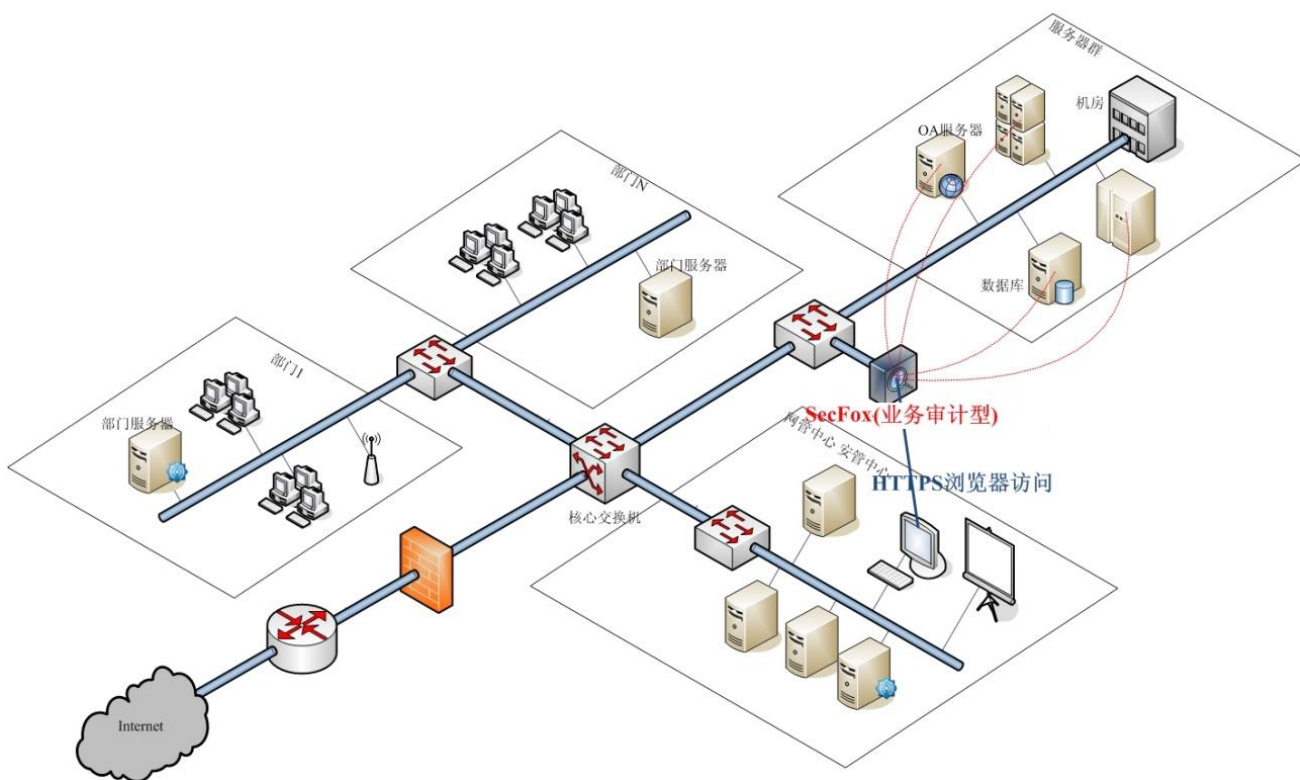 服务器群
机房
OA服务器
数据库
部门N
部门服务器
部门1
部门服务器
SecFox(业务审计型)
网管中心 安管中心
HTTPS浏览器访问
核心交换机
Internet